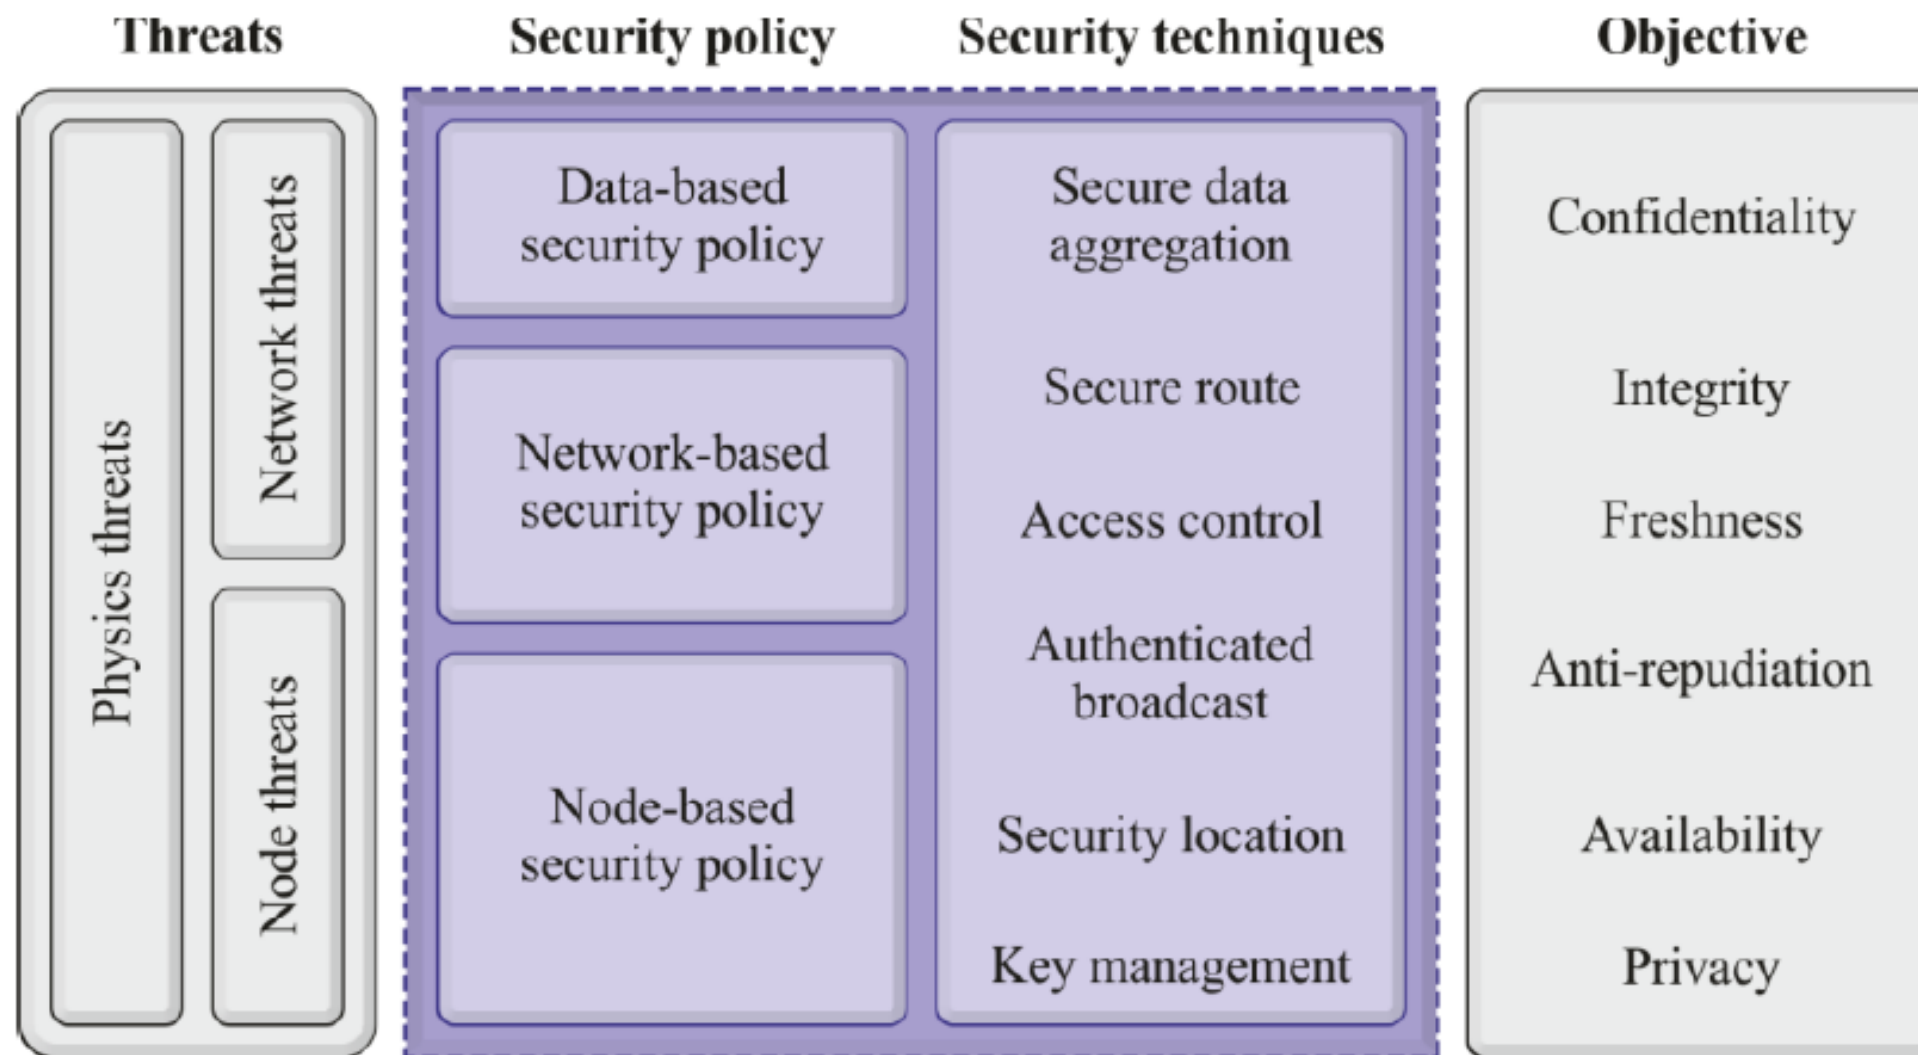 Threats
Security policy
Security techniques
Objective
Physics threats
Network threats
Node threats
Data-based
security policy
Network-based
security policy
Node-based
security policy
Secure data
aggregation
Secure route
Access control
Authenticated
broadcast
Security location
Key management
Confidentiality
Integrity
Freshness
Anti-repudiation
Availability
Privacy